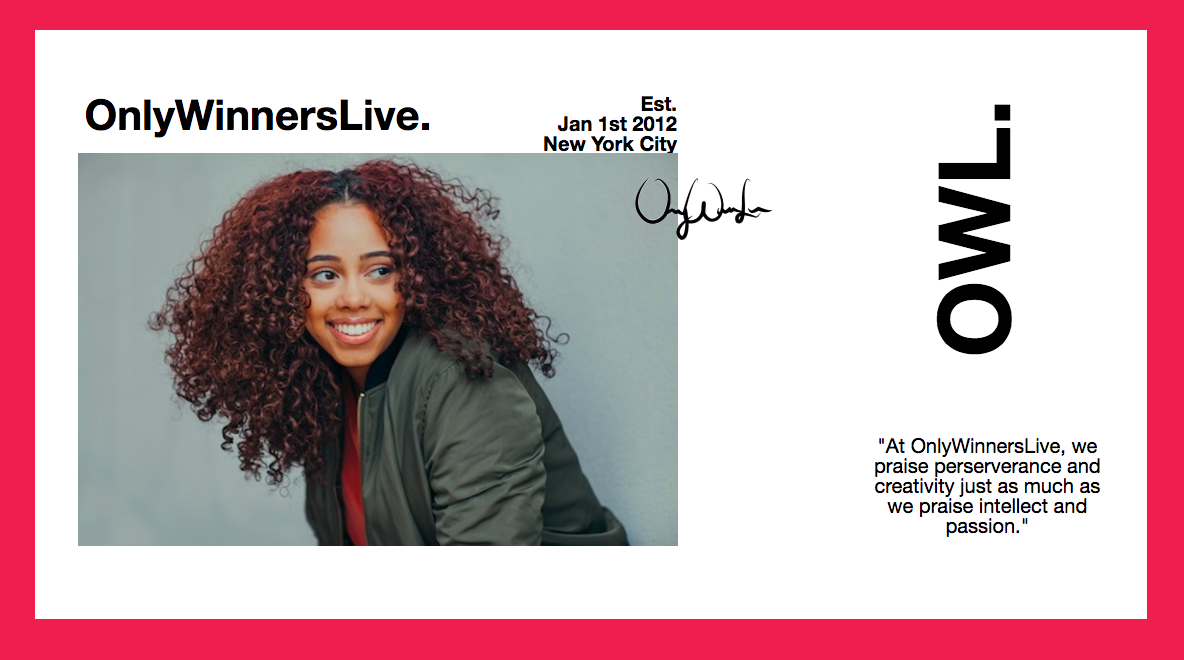 OnlyWinnersLive.
Est.
Jan 1st 2012
New York City
OWL.
"At OnlyWinnersLive, we
praise perserverance and
creativity just as much as
we praise intellect and
passion."